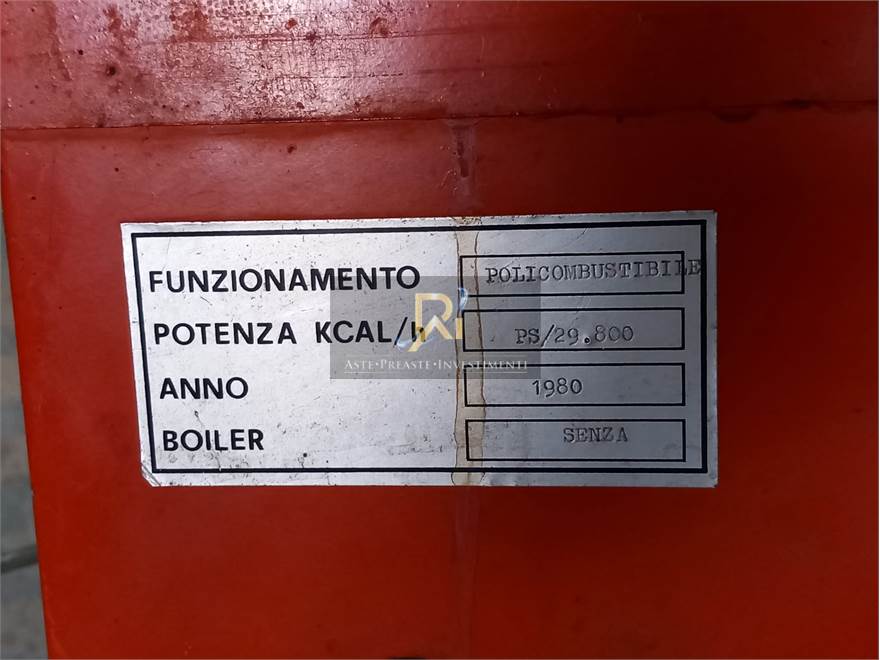 FUNZIONAMENTO POLICOMBUSTIBILE
POTENZA KCAL/h PS/29.800
ASTE•PREASTE•INVESTIMENTI
ANNO 1980
BOILER SENZA